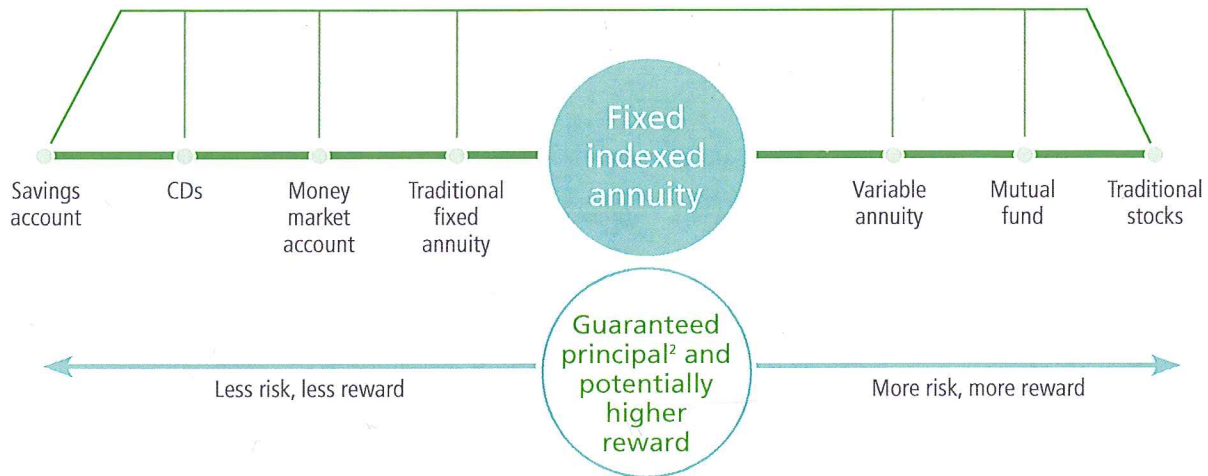 Fixed
indexed
annuity
Savings
account
CDs
Money
market
account
Traditional
fixed
annuity
Variable
annuity
Mutual
fund
Traditional
stocks
Guaranteed
principal² and
potentially
higher
reward
Less risk, less reward
More risk, more reward